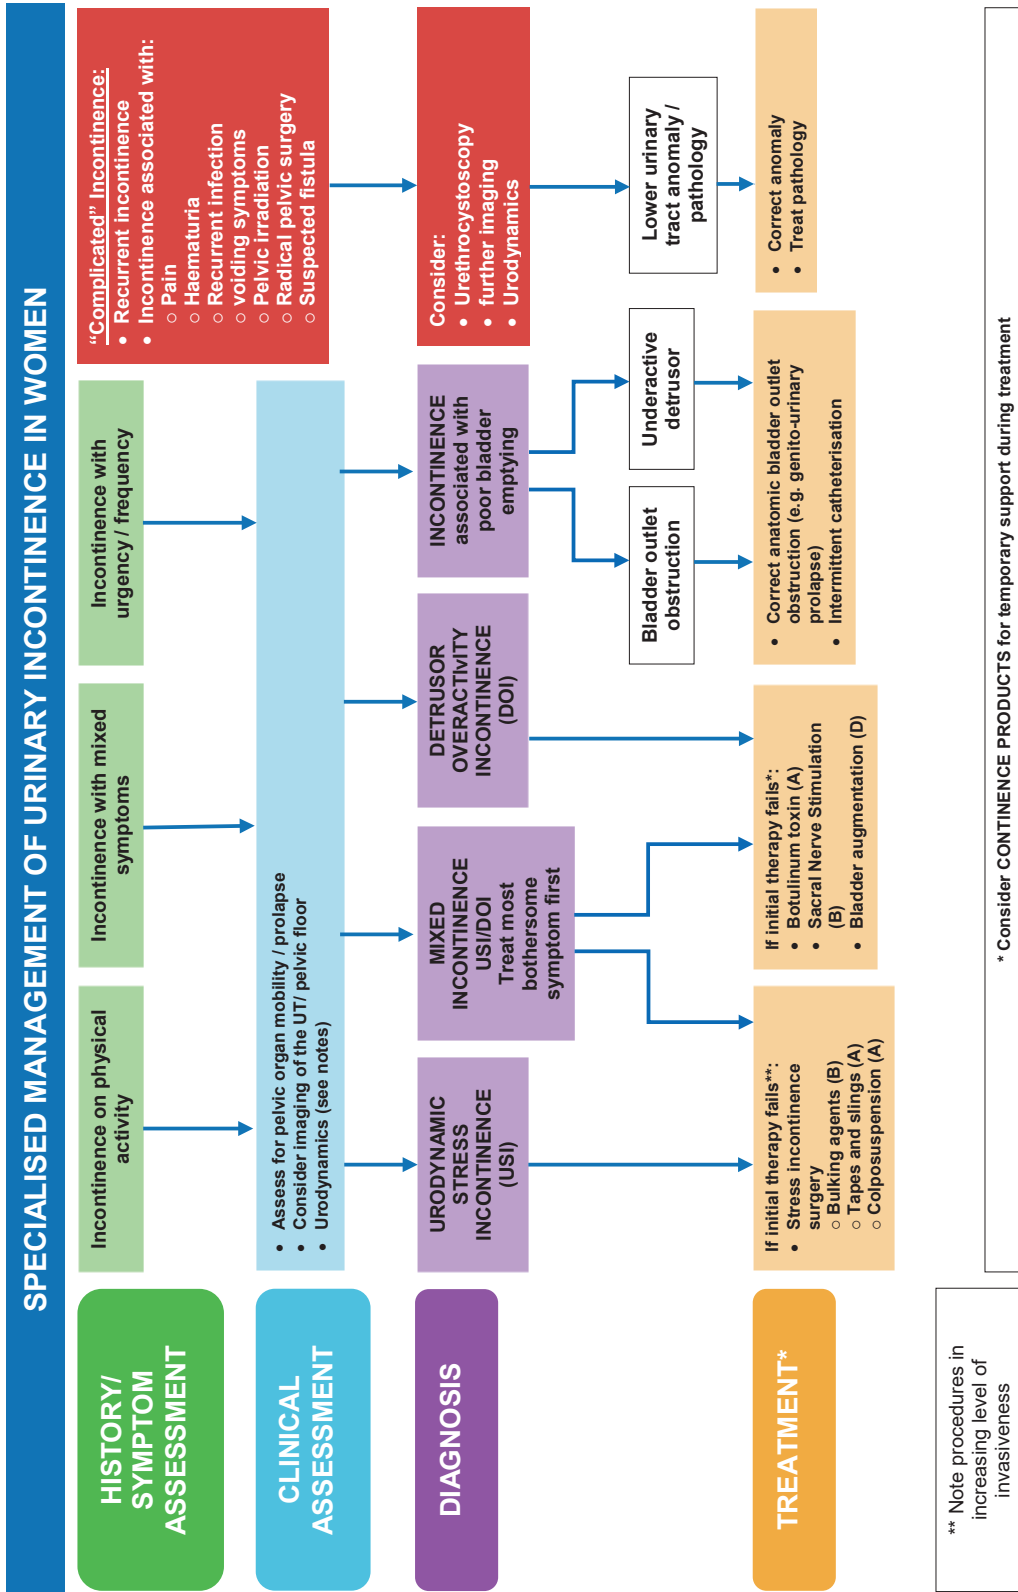 SPECIALISED MANAGEMENT OF URINARY INCONTINENCE IN WOMEN
HISTORY/
SYMPTOM
ASSESSMENT
Incontinence on physical
activity
Incontinence with mixed
symptoms
Incontinence with
urgency / frequency
“Complicated” Incontinence:
• Recurrent incontinence
• Incontinence associated with:
○ Pain
○ Haematuria
○ Recurrent infection
○ voiding symptoms
○ Pelvic irradiation
○ Radical pelvic surgery
○ Suspected fistula
CLINICAL
ASSESSMENT
• Assess for pelvic organ mobility / prolapse
• Consider imaging of the UT/ pelvic floor
• Urodynamics (see notes)
DIAGNOSIS
URODYNAMIC
STRESS
INCONTINENCE
(USI)
MIXED
INCONTINENCE
USI/DOI
Treat most
bothersome
symptom first
DETRUSOR
OVERACTIVITY
INCONTINENCE
(DOI)
INCONTINENCE
associated with
poor bladder
emptying
Consider:
• Urethrocystoscopy
• further imaging
• Urodynamics
Bladder outlet
obstruction
Underactive
detrusor
Lower urinary
tract anomaly /
pathology
TREATMENT*
If initial therapy fails**:
• Stress incontinence
surgery
○ Bulking agents (B)
○ Tapes and slings (A)
○ Colposuspension (A)
If initial therapy fails*:
• Botulinum toxin (A)
• Sacral Nerve Stimulation
(B)
• Bladder augmentation (D)
• Correct anatomic bladder outlet
obstruction (e.g. genito-urinary
prolapse)
• Intermittent catheterisation
• Correct anomaly
• Treat pathology
** Note procedures in
increasing level of
invasiveness
* Consider CONTINENCE PRODUCTS for temporary support during treatment